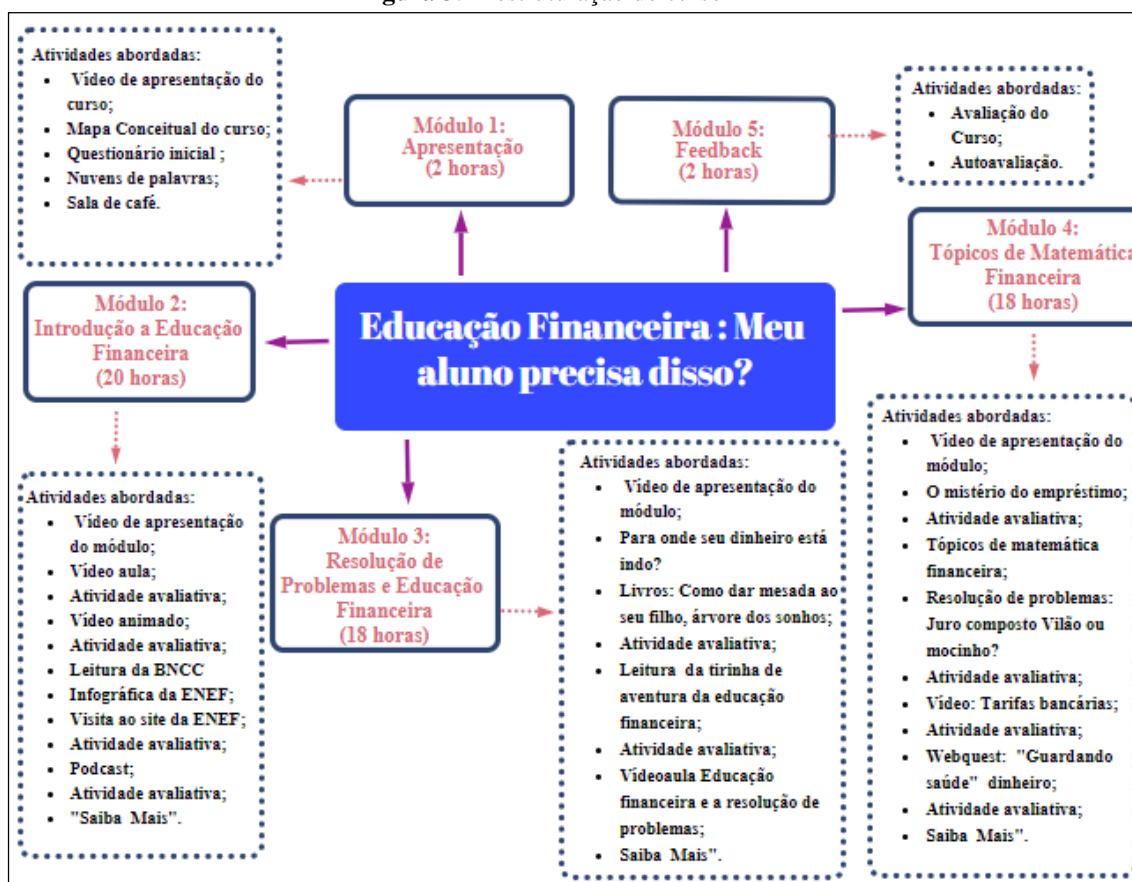 Atividades abordadas:
• Vídeo de apresentação do
curso;
• Mapa Conceitual do curso;
• Questionário inicial ;
• Nuvens de palavras;
• Sala de café.
Módulo 1:
Apresentação
(2 horas)
Módulo 5:
Feedback
(2 horas)
Atividades abordadas:
• Avaliação do
Curso;
• Autoavaliação.
Módulo 4:
Tópicos de Matemática
Financeira
(18 horas)
Módulo 2:
Introdução a Educação
Financeira
(20 horas)
Educação Financeira : Meu
aluno precisa disso?
Atividades abordadas:
• Vídeo de apresentação
do módulo;
• Vídeo aula;
• Atividade avaliativa;
• Vídeo animado;
• Atividade avaliativa;
• Leitura da BNCC
• Infográfica da ENEF;
• Visita ao site da ENEF;
• Atividade avaliativa;
• Podcast;
• Atividade avaliativa;
• "Saiba Mais".
Módulo 3:
Resolução de
Problemas e Educação
Financeira
(18 horas)
Atividades abordadas:
• Vídeo de apresentação do
módulo;
• Para onde seu dinheiro está
indo?
• Livros: Como dar mesada ao
seu filho, árvore dos sonhos;
• Atividade avaliativa;
• Leitura da tirinha de
aventura da educação
financeira;
• Atividade avaliativa;
• Vídeoaula Educação
financeira e a resolução de
problemas;
• Saiba Mais".
Atividades abordadas:
• Vídeo de apresentação do
módulo;
• O mistério do empréstimo;
• Atividade avaliativa;
• Tópicos de matemática
financeira;
• Resolução de problemas:
Juro composto Vilão ou
mocinho?
• Atividade avaliativa;
• Vídeo: Tarifas bancárias;
• Atividade avaliativa;
• Webquest: "Guardando
saúde" dinheiro;
• Atividade avaliativa;
• Saiba Mais".